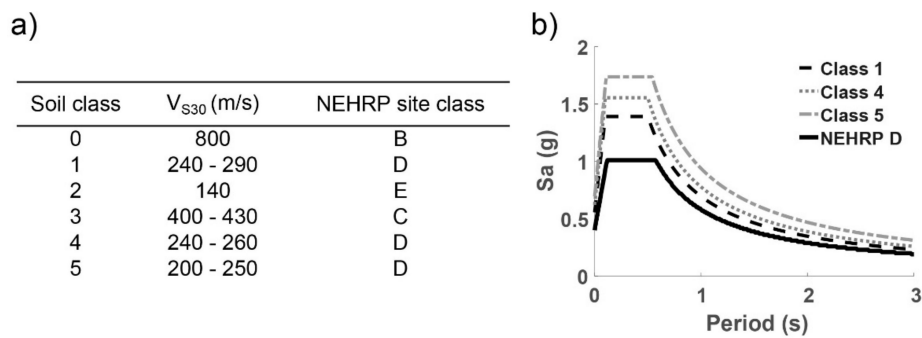 a)
Soil class V_S30 (m/s) NEHRP site class
0 800 B
1 240 - 290 D
2 140 E
3 400 - 430 C
4 240 - 260 D
5 200 - 250 D
b)
2
1.5
1
0.5
0
Sa (g)
Class 1
Class 4
Class 5
NEHRP D
0 1 2 3
Period (s)